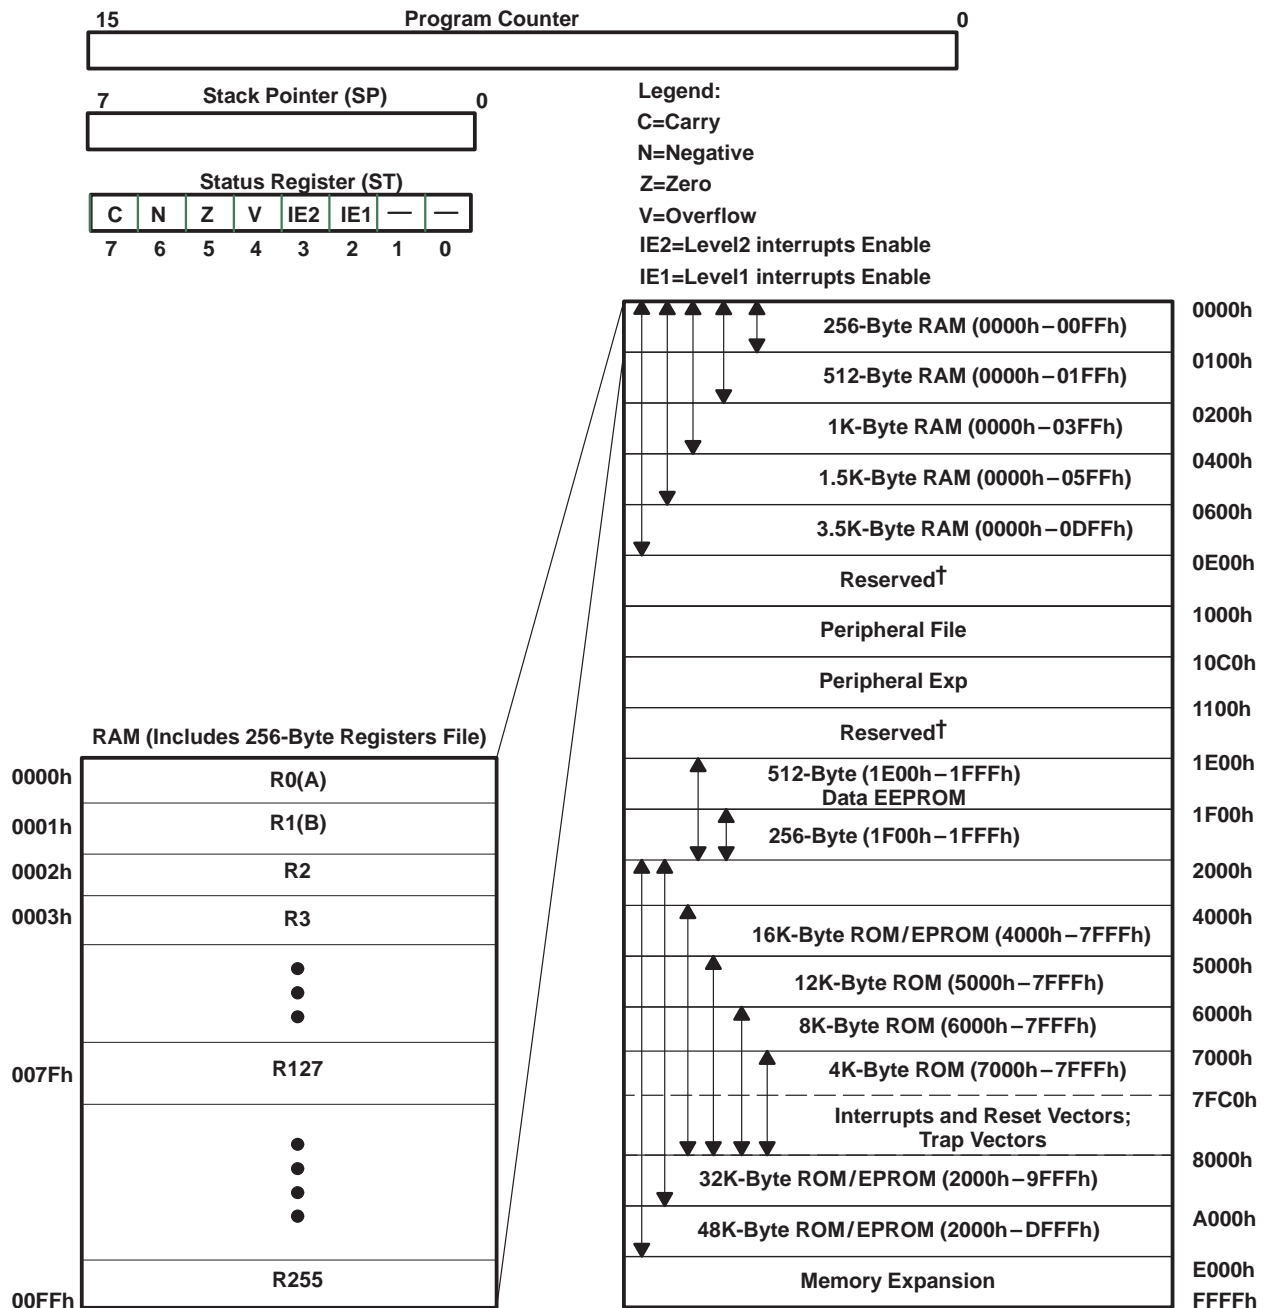 15 Program Counter 0
7 Stack Pointer (SP) 0
Status Register (ST)
C N Z V IE2 IE1 — —
7 6 5 4 3 2 1 0
Legend:
C=Carry
N=Negative
Z=Zero
V=Overflow
IE2=Level2 interrupts Enable
IE1=Level1 interrupts Enable
RAM (Includes 256-Byte Registers File)
0000h R0(A)
0001h R1(B)
0002h R2
0003h R3
007Fh R127
R255
00FFh
0000h
256-Byte RAM (0000h–00FFh)
0100h
512-Byte RAM (0000h–01FFh)
0200h
1K-Byte RAM (0000h–03FFh)
0400h
1.5K-Byte RAM (0000h–05FFh)
0600h
3.5K-Byte RAM (0000h–0DFFh)
0E00h
Reserved†
1000h
Peripheral File
10C0h
Peripheral Exp
1100h
Reserved†
1E00h
512-Byte (1E00h–1FFFh)
Data EEPROM
1F00h
256-Byte (1F00h–1FFFh)
2000h
4000h
16K-Byte ROM/EPROM (4000h–7FFFh)
5000h
12K-Byte ROM (5000h–7FFFh)
6000h
8K-Byte ROM (6000h–7FFFh)
7000h
4K-Byte ROM (7000h–7FFFh)
7FC0h
Interrupts and Reset Vectors;
Trap Vectors
8000h
32K-Byte ROM/EPROM (2000h–9FFFh)
A000h
48K-Byte ROM/EPROM (2000h–DFFFh)
E000h
Memory Expansion
FFFFh